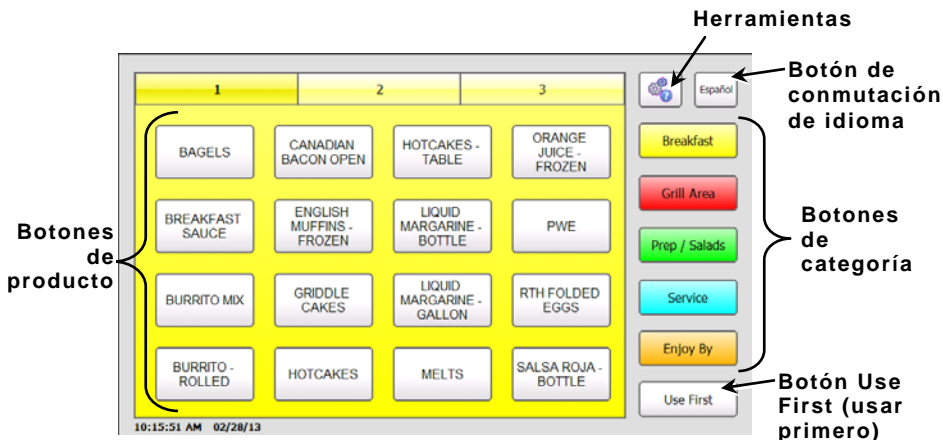 Herramientas
Botón de
conmutación
de idioma
1 2 3
Español
BAGELS
CANADIAN
BACON OPEN
HOTCAKES -
TABLE
ORANGE
JUICE -
FROZEN
Breakfast
Grill Area
BREAKFAST
SAUCE
ENGLISH
MUFFINS -
FROZEN
LIQUID
MARGARINE -
BOTTLE
PWE
Prep / Salads
Botones
de
producto
Botones
de
categoría
BURRITO MIX
GRIDDLE
CAKES
LIQUID
MARGARINE -
GALLON
RTH FOLDED
EGGS
Service
Enjoy By
BURRITO -
ROLLED
HOTCAKES
MELTS
SALSA ROJA -
BOTTLE
Use First
Botón Use
First (usar
primero)
10:15:51 AM 02/28/13